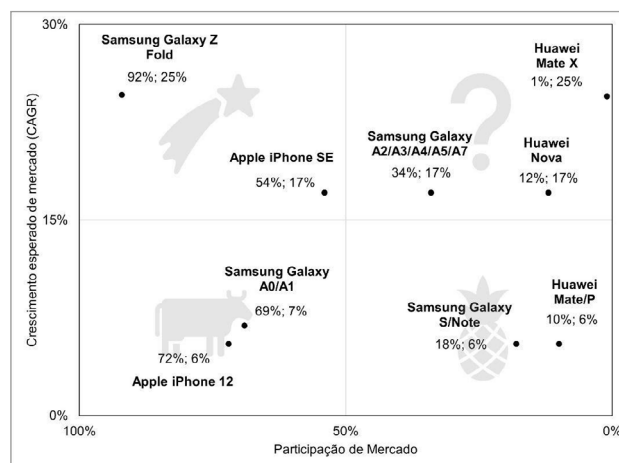 30%
Samsung Galaxy Z
Fold
92%; 25%
Huawei
Mate X
1%; 25%
Apple iPhone SE
54%; 17%
Samsung Galaxy
A2/A3/A4/A5/A7
34%; 17%
Huawei
Nova
12%; 17%
Crescimento esperado de mercado (CAGR)
15%
Samsung Galaxy
A0/A1
69%; 7%
72%; 6%
Apple iPhone 12
Samsung Galaxy
S/Note
18%; 6%
Huawei
Mate/P
10%; 6%
0%
100%
50%
0%
Participação de Mercado